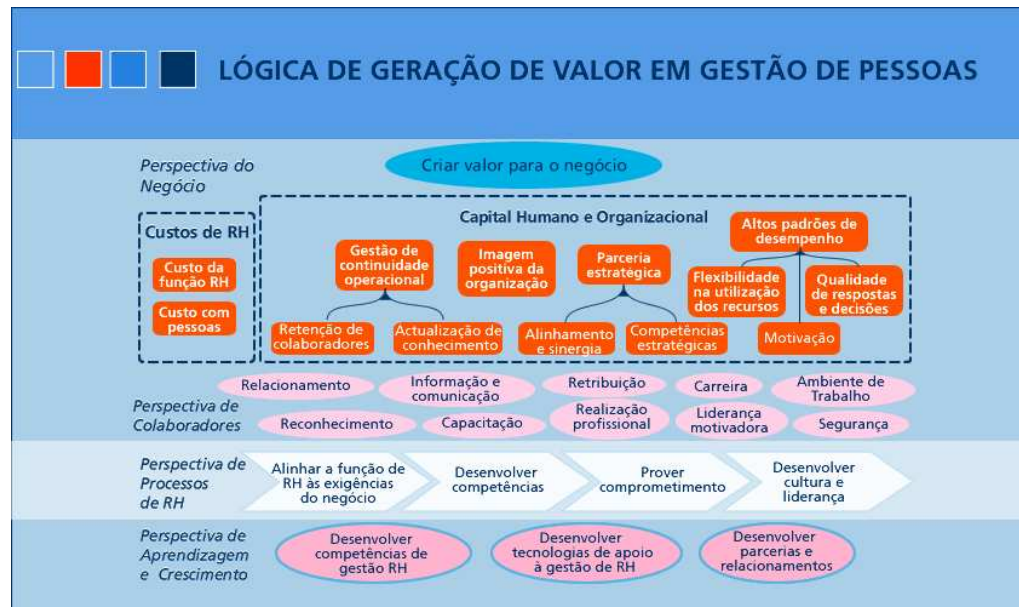 LÓGICA DE GERAÇÃO DE VALOR EM GESTÃO DE PESSOAS
Perspectiva do
Negócio
Criar valor para o negócio
Custos de RH
Custo da
função RH
Custo com
pessoas
Capital Humano e Organizacional
Gestão de
continuidade
operacional
Retenção de
colaboradores
Actualização de
conhecimento
Imagem
positiva da
organização
Parceria
estratégica
Alinhamento
e sinergia
Competências
estratégicas
Altos padrões de
desempenho
Flexibilidade
na utilização
dos recursos
Qualidade
de respostas
e decisões
Motivação
Perspectiva de
Colaboradores
Relacionamento
Informação e
comunicação
Retribuição
Carreira
Ambiente de
Trabalho
Reconhecimento
Capacitação
Realização
profissional
Liderança
motivadora
Segurança
Perspectiva de
Processos
de RH
Alinhar a função de
RH às exigências
do negócio
Desenvolver
competências
Prover
comprometimento
Desenvolver
cultura e
liderança
Perspectiva de
Aprendizagem
e Crescimento
Desenvolver
competências de
gestão RH
Desenvolver
tecnologias de apoio
à gestão de RH
Desenvolver
parcerias e
relacionamentos